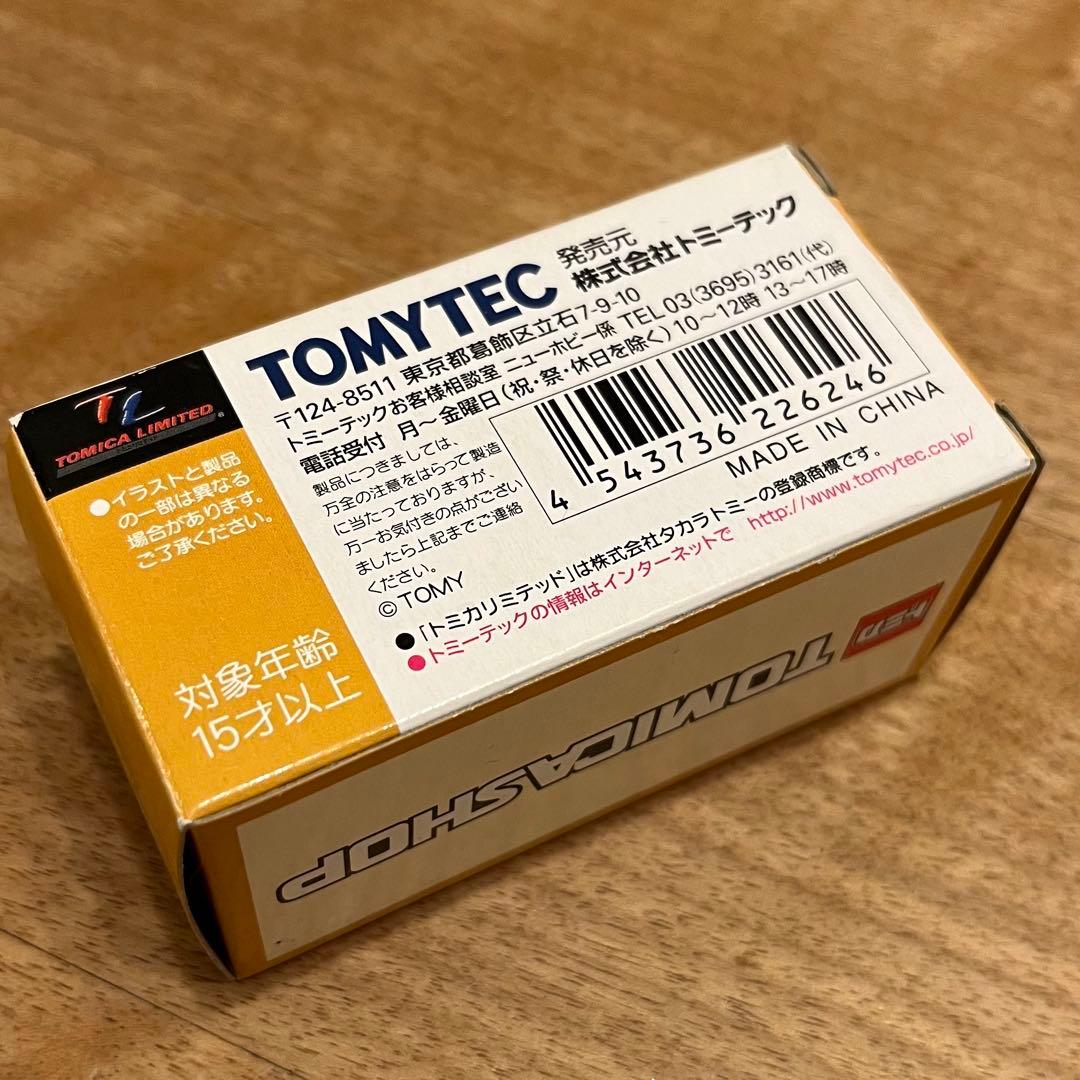 TOMYTEC
発売元
株式会社トミーテック
〒124-8511 東京都葛飾区立石7-9-10
トミーテックお客様相談室 ニューホビー係 TEL 03(3695)3161(代)
電話受付 月〜金曜日(祝・祭・休日を除く) 10〜12時 13〜17時
製品につきましては、
万全の注意をはらって製造
に当たっておりますが、
万一お気付きの点がござい
ましたら上記までご連絡
ください。
©TOMY
4 543736 226246
MADE IN CHINA
●「トミカリミテッド」は株式会社タカラトミーの登録商標です。
●トミーテックの情報はインターネットで http://www.tomytec.co.jp/
TL
TOMICA LIMITED
●イラストと製品
の一部は異なる
場合があります。
ご了承ください。
対象年齢
15才以上
TOMICA SHOP